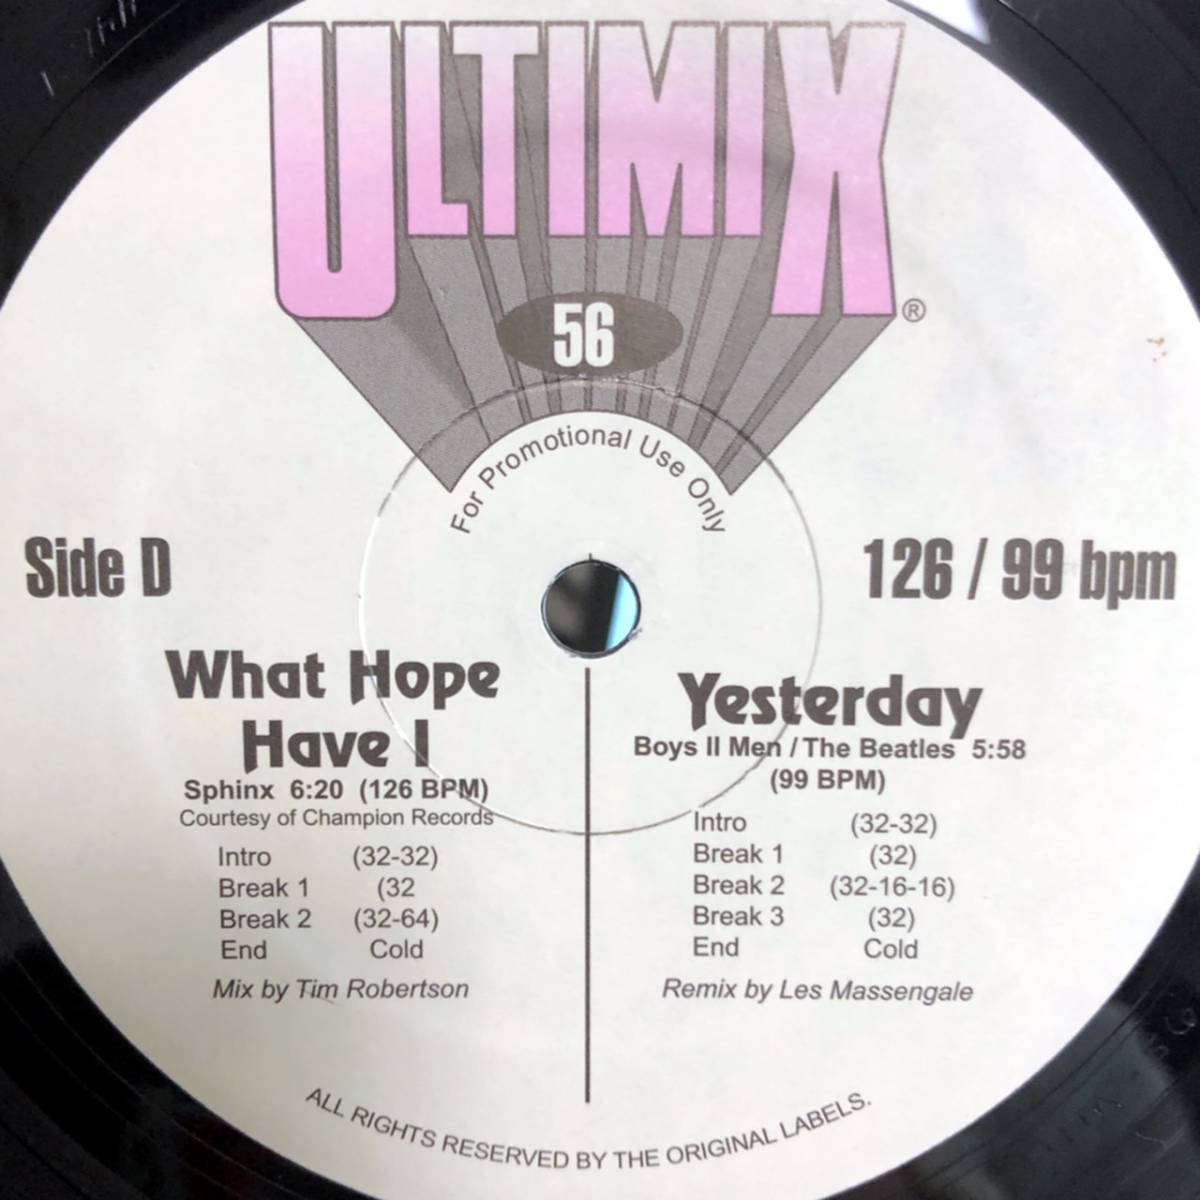 ULTIMIX®
56
For Promotional Use Only
Side D
126 / 99 bpm
What Hope
Have I
Sphinx 6:20 (126 BPM)
Courtesy of Champion Records
Intro (32-32)
Break 1 (32
Break 2 (32-64)
End Cold
Mix by Tim Robertson
Yesterday
Boys II Men / The Beatles 5:58
(99 BPM)
Intro (32-32)
Break 1 (32)
Break 2 (32-16-16)
Break 3 (32)
End Cold
Remix by Les Massengale
ALL RIGHTS RESERVED BY THE ORIGINAL LABELS.